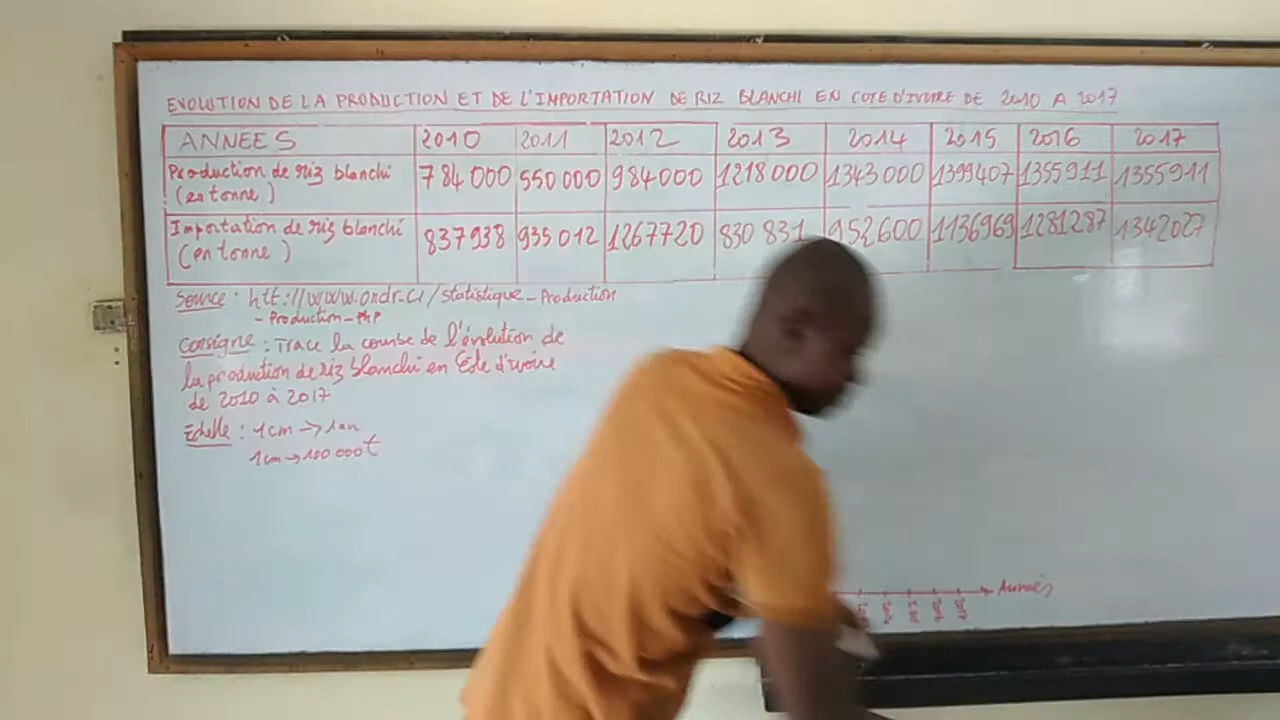 EVOLUTION DE LA PRODUCTION ET DE L'IMPORTATION DE RIZ BLANCHI EN COTE D'IVOIRE DE 2010 A 2017
ANNEES 2010 2011 2012 2013 2014 2015 2016 2017
Production de riz blanchi (en tonne) 784 000 550 000 984 000 1218 000 1343 000 1399407 1355911 1355911
Importation de riz blanchi (en tonne) 837938 935 012 1267720 830 831 952600 1136969 1281287 1342027
Source : htt://www.ondr.ci/statistique-Production
- Production-php
Consigne : Trace la courbe de l'évolution de
la production de riz blanchi en Côte d'ivoire
de 2010 à 2017
Echelle : 1cm → 1an
1cm → 100 000t
Années